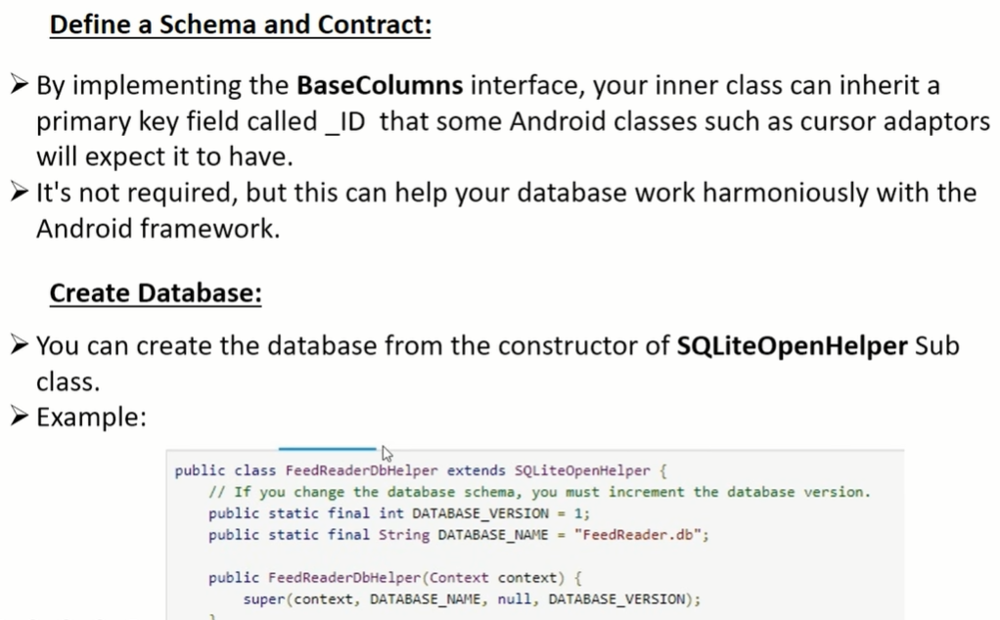 Define a Schema and Contract:
➢ By implementing the BaseColumns interface, your inner class can inherit a
primary key field called _ID that some Android classes such as cursor adaptors
will expect it to have.
➢ It's not required, but this can help your database work harmoniously with the
Android framework.
Create Database:
➢ You can create the database from the constructor of SQLiteOpenHelper Sub
class.
➢ Example:
public class FeedReaderDbHelper extends SQLiteOpenHelper {
// If you change the database schema, you must increment the database version.
public static final int DATABASE_VERSION = 1;
public static final String DATABASE_NAME = "FeedReader.db";
public FeedReaderDbHelper(Context context) {
super(context, DATABASE_NAME, null, DATABASE_VERSION);
}